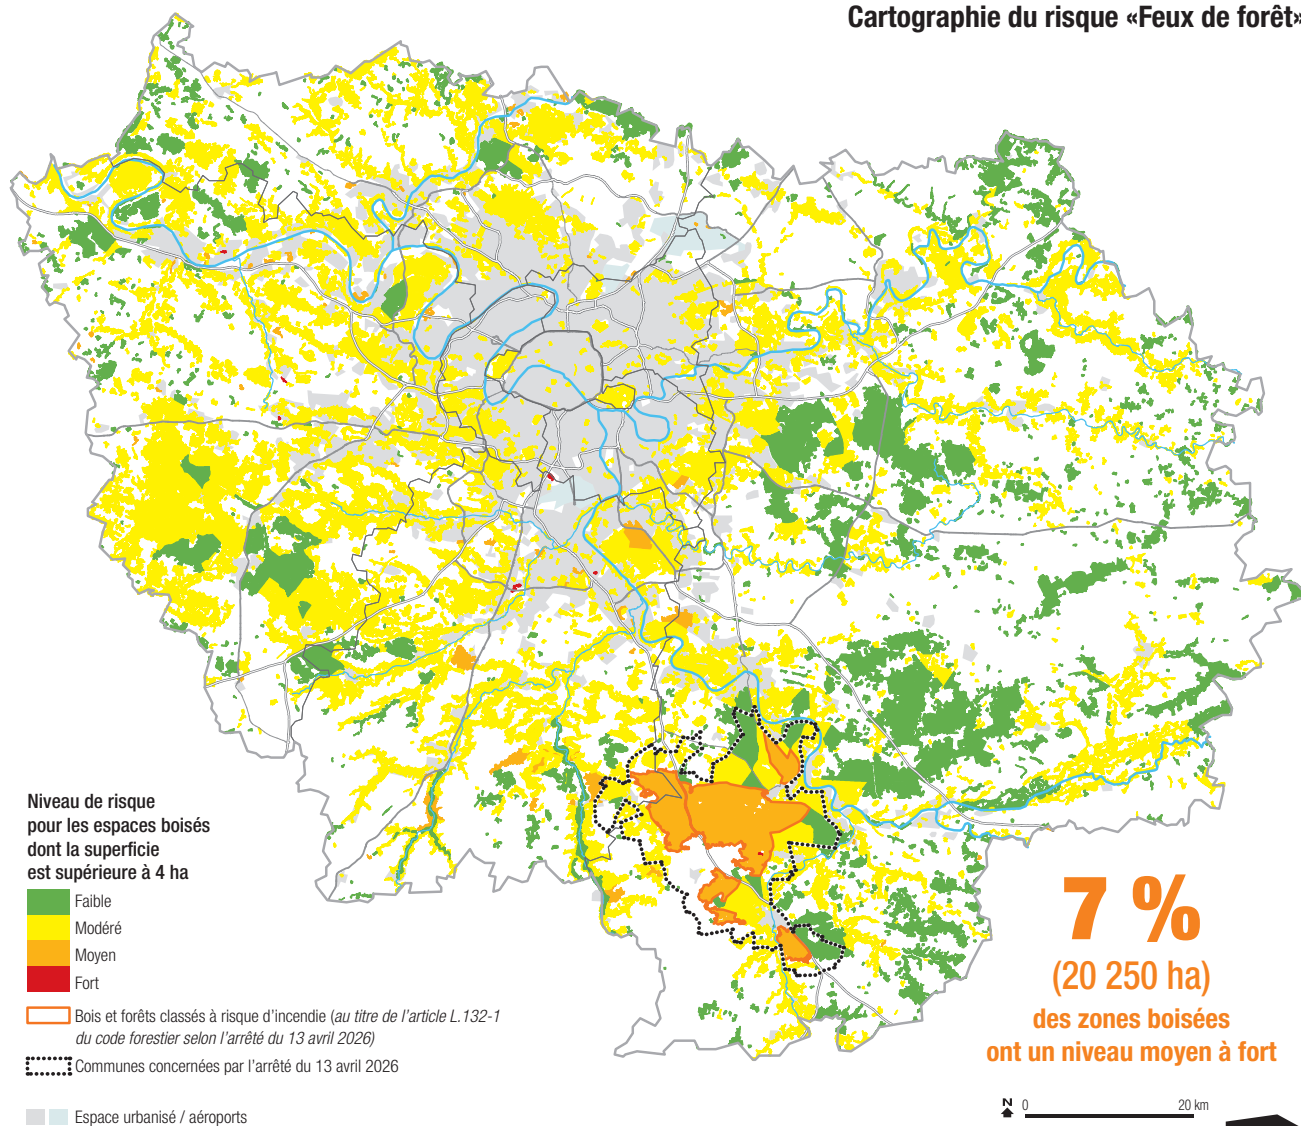 Cartographie du risque «Feux de forêt»
Niveau de risque
pour les espaces boisés
dont la superficie
est supérieure à 4 ha
Faible
Modéré
Moyen
Fort
Bois et forêts classés à risque d'incendie (au titre de l'article L.132-1
du code forestier selon l'arrêté du 13 avril 2026)
Communes concernées par l'arrêté du 13 avril 2026
Espace urbanisé / aéroports
7 %
(20 250 ha)
des zones boisées
ont un niveau moyen à fort
N 0 20 km